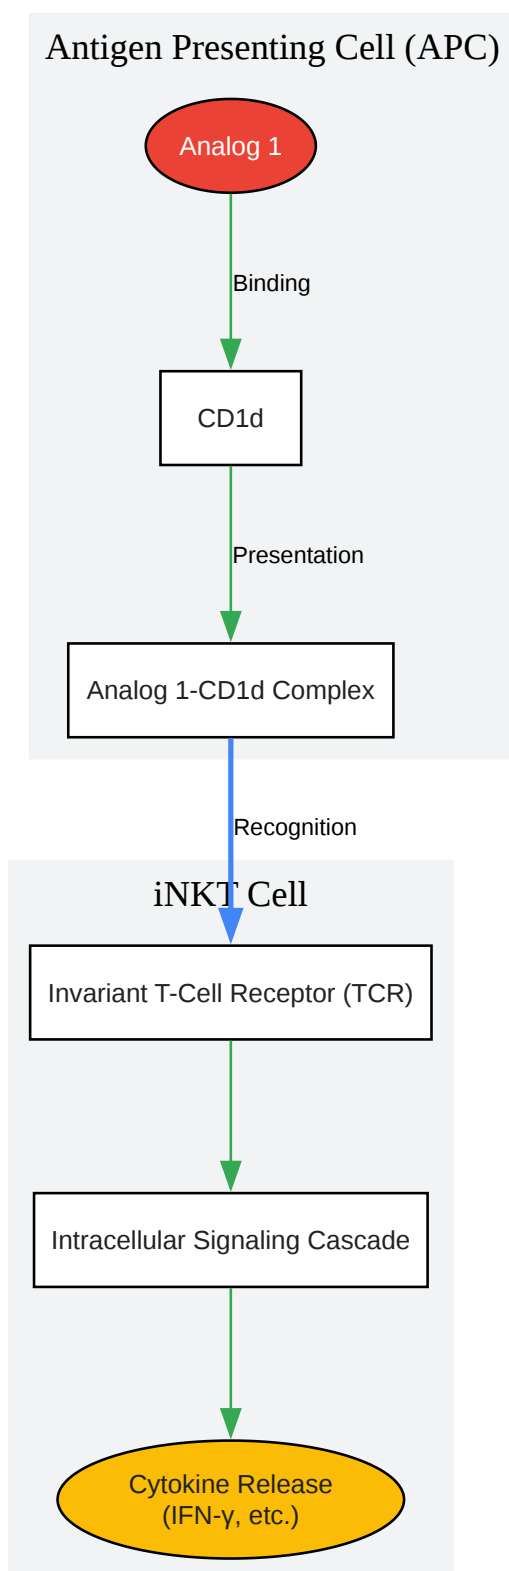 Antigen Presenting Cell (APC)
Analog 1
Binding
CD1d
Presentation
Analog 1-CD1d Complex
Recognition
iNKT Cell
Invariant T-Cell Receptor (TCR)
Intracellular Signaling Cascade
Cytokine Release
(IFN-γ, etc.)